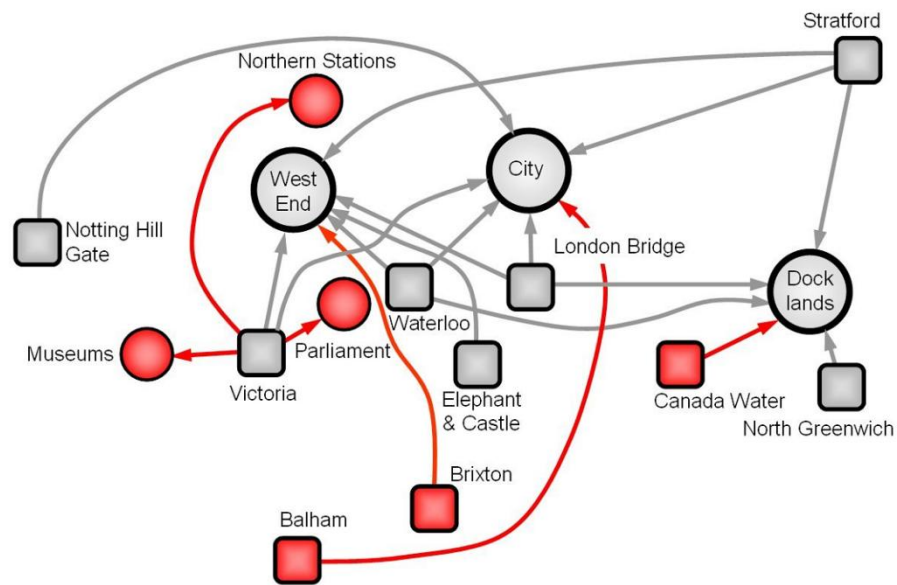 Stratford
Northern Stations
West
End
City
Notting Hill
Gate
London Bridge
Dock
lands
Waterloo
Museums
Parliament
Victoria
Elephant
& Castle
Canada Water
North Greenwich
Brixton
Balham